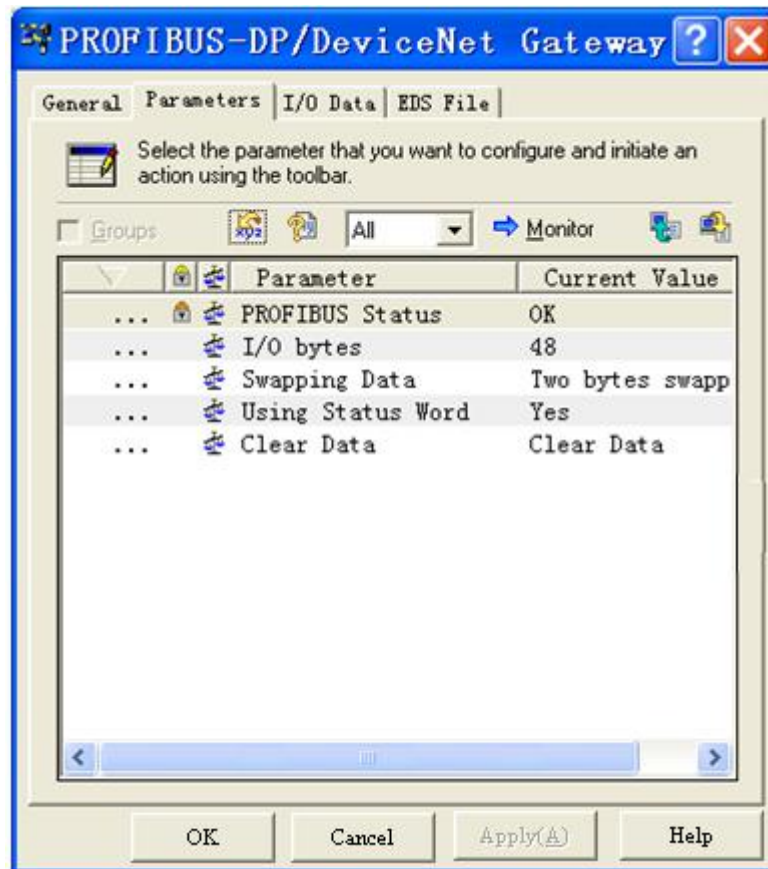 PROFIBUS-DP/DeviceNet Gateway
General Parameters I/O Data EDS File
Select the parameter that you want to configure and initiate an
action using the toolbar.
Groups All Monitor
Parameter Current Value
... PROFIBUS Status OK
... I/O bytes 48
... Swapping Data Two bytes swapp
... Using Status Word Yes
... Clear Data Clear Data
OK Cancel Apply(A) Help